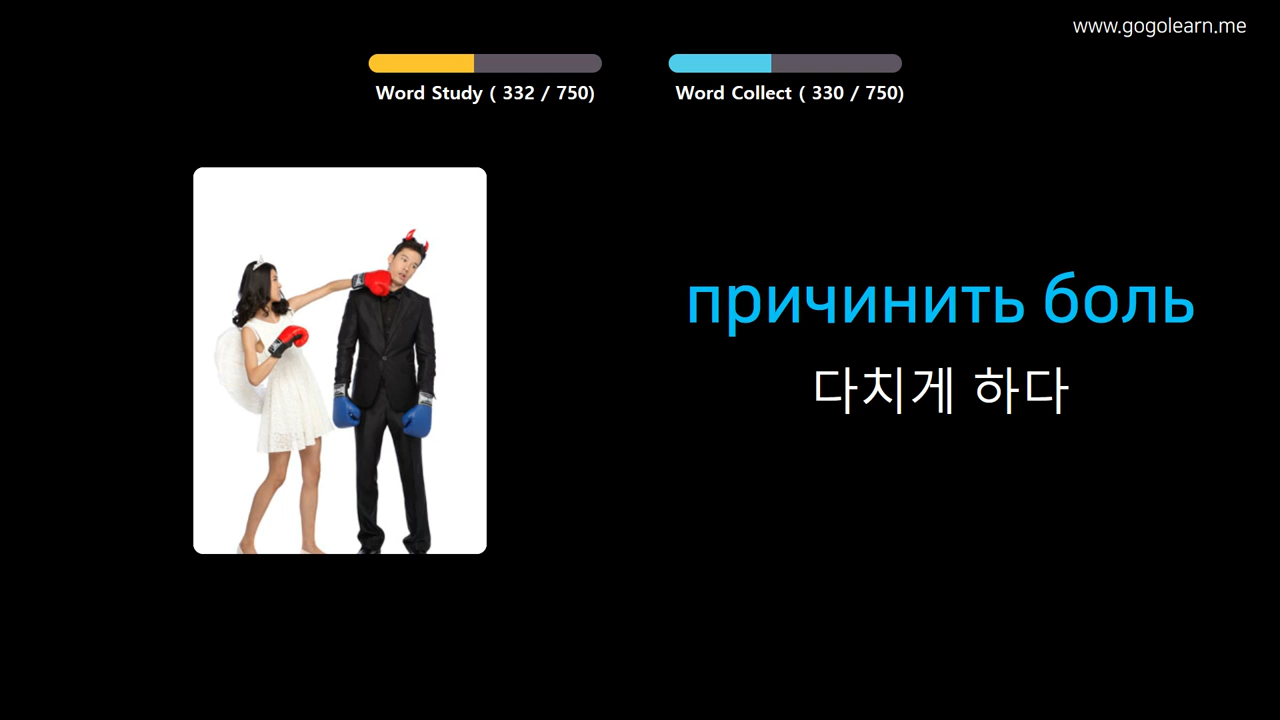 www.gogolearn.me
Word Study ( 332 / 750)
Word Collect ( 330 / 750)
причинить боль
다치게 하다